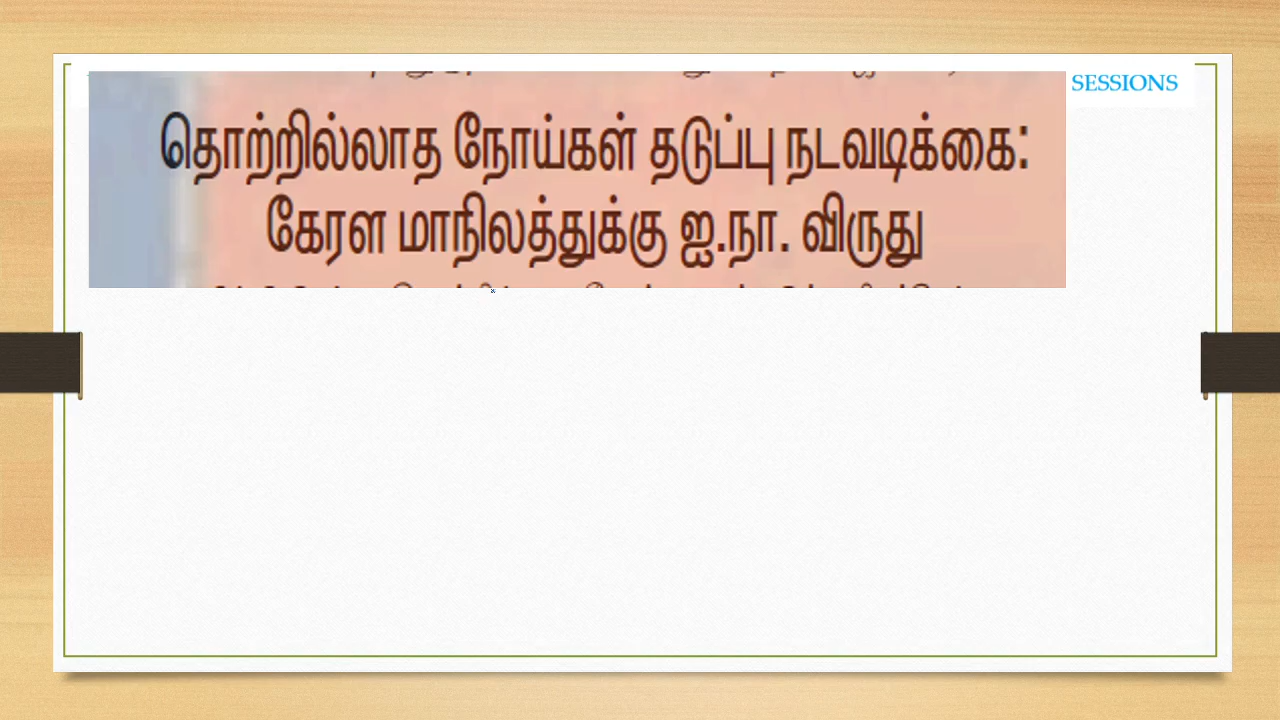 SESSIONS
தொற்றில்லாத நோய்கள் தடுப்பு நடவடிக்கை:
கேரள மாநிலத்துக்கு ஐ.நா. விருது